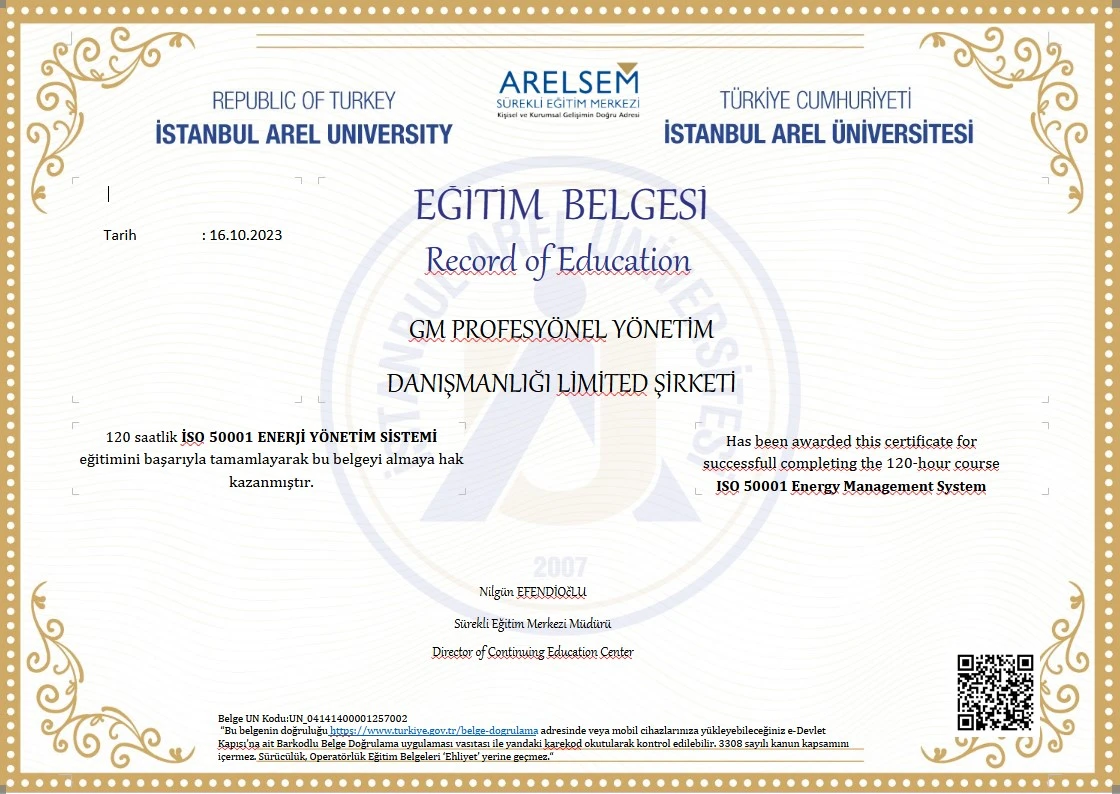 ARELSEM
SÜREKLİ EĞİTİM MERKEZİ
Kişisel ve Kurumsal Gelişimin Doğru Adresi
REPUBLIC OF TURKEY
İSTANBUL AREL UNIVERSITY
TÜRKİYE CUMHURİYETİ
İSTANBUL AREL ÜNİVERSİTESİ
EĞİTİM BELGESİ
Tarih : 16.10.2023
Record of Education
GM PROFESYÖNEL YÖNETİM
DANIŞMANLIĞI LİMİTED ŞİRKETİ
120 saatlik İSO 50001 ENERJİ YÖNETİM SİSTEMİ
eğitimini başarıyla tamamlayarak bu belgeyi almaya hak
kazanmıştır.
Has been awarded this certificate for
successfull completing the 120-hour course
ISO 50001 Energy Management System
İSTANBUL AREL ÜNİVERSİTESİ
2007
Nilgün EFENDİOğLU
Sürekli Eğitim Merkezi Müdürü
Director of Continuing Education Center
Belge UN Kodu:UN_04141400001257002
"Bu belgenin doğruluğu https://www.turkiye.gov.tr/belge-dogrulama adresinde veya mobil cihazlarınıza yükleyebileceğiniz e-Devlet
Kapısı'na ait Barkodlu Belge Doğrulama uygulaması vasıtası ile yandaki karekod okutularak kontrol edilebilir. 3308 sayılı kanun kapsamını
içermez. Sürücülük, Operatörlük Eğitim Belgeleri 'Ehliyet' yerine geçmez."